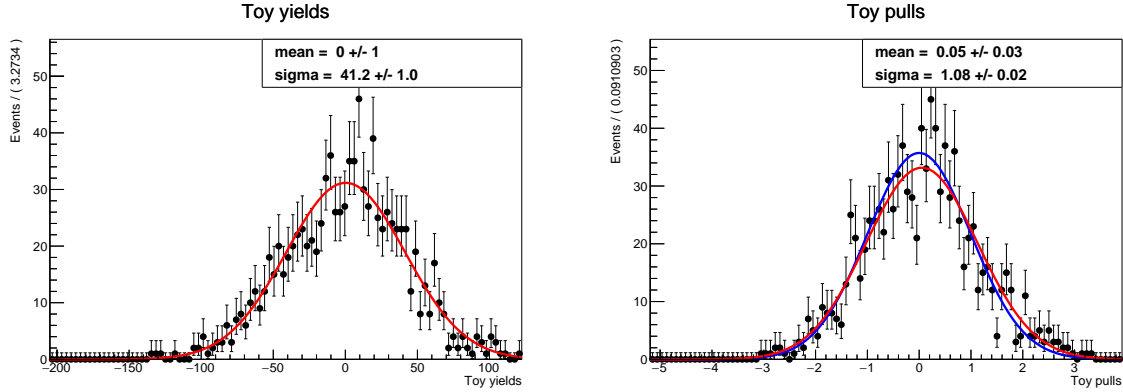 Toy yields
mean = 0 +/- 1
sigma = 41.2 +/- 1.0
Events / ( 3.2734 )
50
40
30
20
10
0
−200 −150 −100 −50 0 50 100
Toy yields
Toy pulls
mean = 0.05 +/- 0.03
sigma = 1.08 +/- 0.02
Events / ( 0.0910903 )
50
40
30
20
10
0
−5 −4 −3 −2 −1 0 1 2 3
Toy pulls